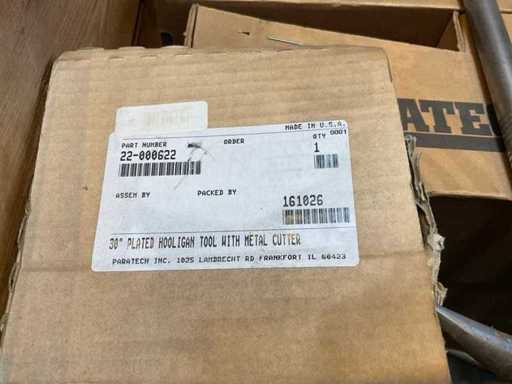 MADE IN U.S.A.
PART NUMBER ORDER QTY 0001
22-000622 1
ASSEM BY PACKED BY 161026
30" PLATED HOOLIGAN TOOL WITH METAL CUTTER
PARATECH INC. 1025 LAMBRECHT RD FRANKFORT IL 60423
ATE